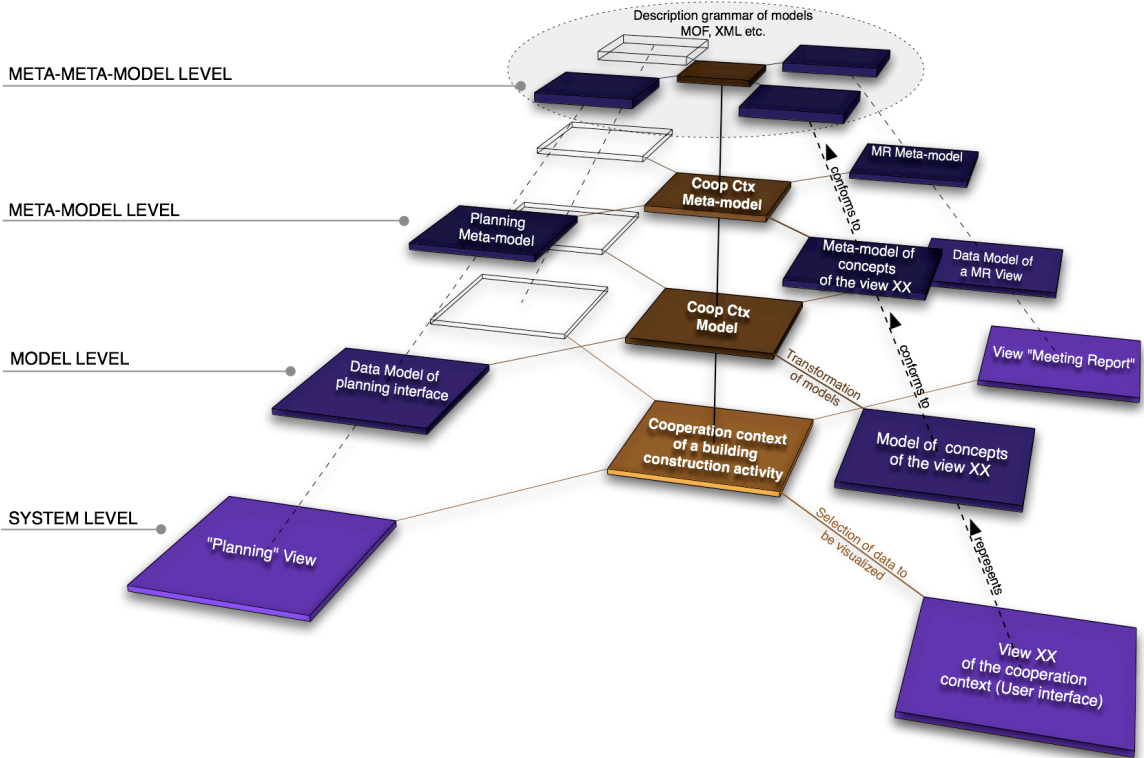 Description grammar of models
MOF, XML etc.
META-META-MODEL LEVEL
MR Meta-model
conforms to
Coop Ctx
Meta-model
META-MODEL LEVEL
Planning
Meta-model
Meta-model of
concepts
of the view XX
Data Model of
a MR View
Coop Ctx
Model
MODEL LEVEL
Data Model of
planning interface
Transformation
of models
conforms to
View "Meeting Report"
Cooperation context
of a building
construction activity
Model of concepts
of the view XX
SYSTEM LEVEL
"Planning" View
Selection of data to
be visualized
represents
View XX
of the cooperation
context (User interface)